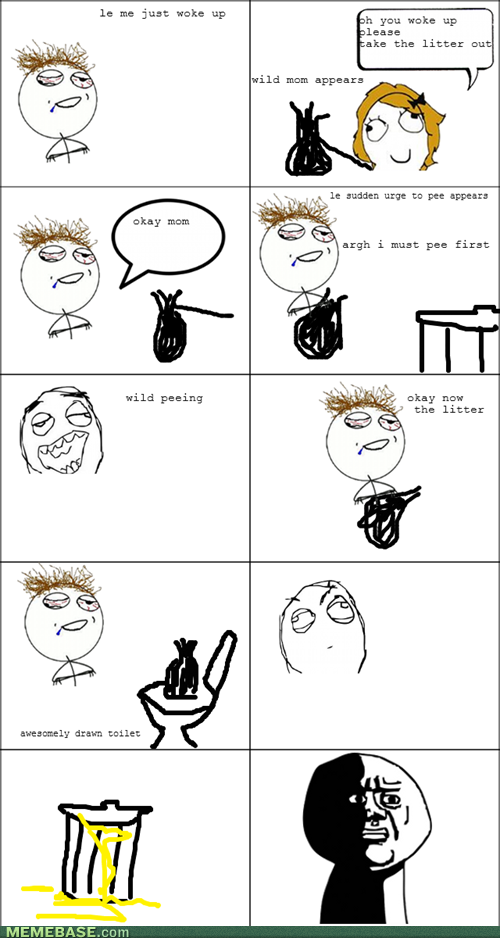 le me just woke up
oh you woke up
please
take the litter out
wild mom appears
okay mom
le sudden urge to pee appears
argh i must pee first
wild peeing
okay now
the litter
awesomely drawn toilet
MEMEBASE.com